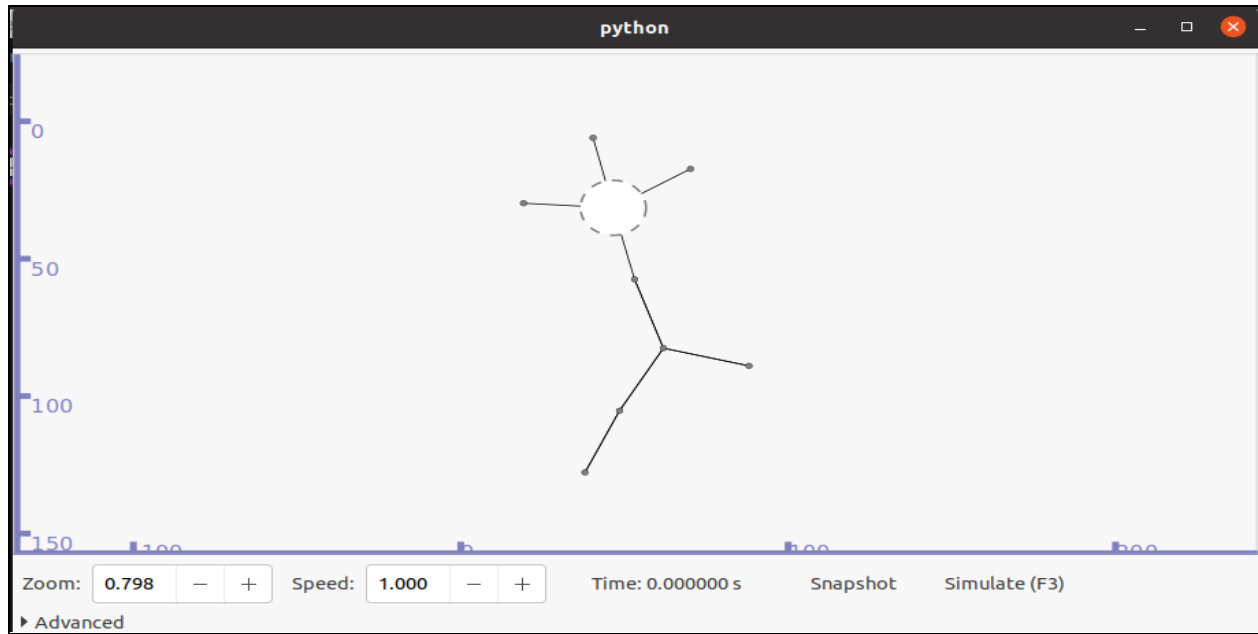 python
0
50
100
150
Zoom: 0.798 − + Speed: 1.000 − + Time: 0.000000 s Snapshot Simulate (F3)
Advanced